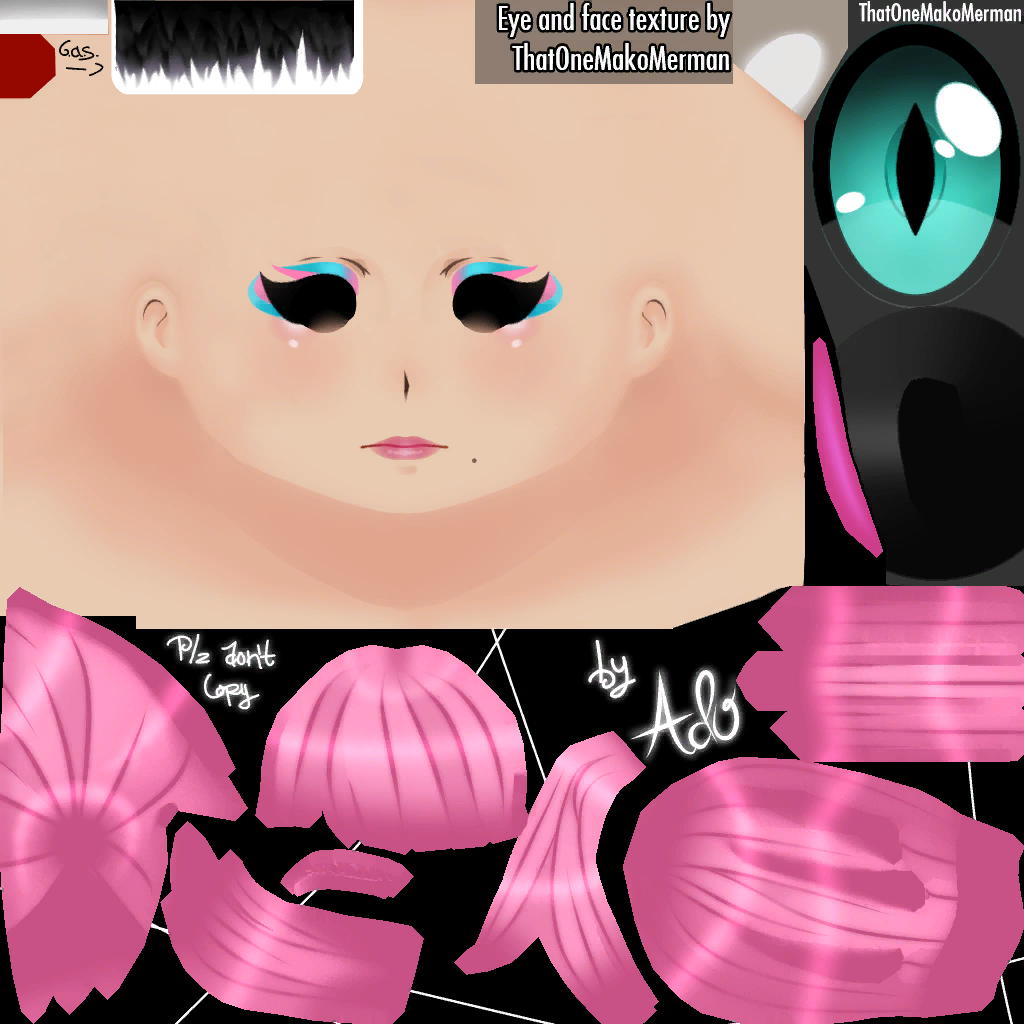 Eye and face texture by
ThatOneMakoMerman
ThatOneMakoMerman
Gas.
Plz Don't
Copy
by
Ado